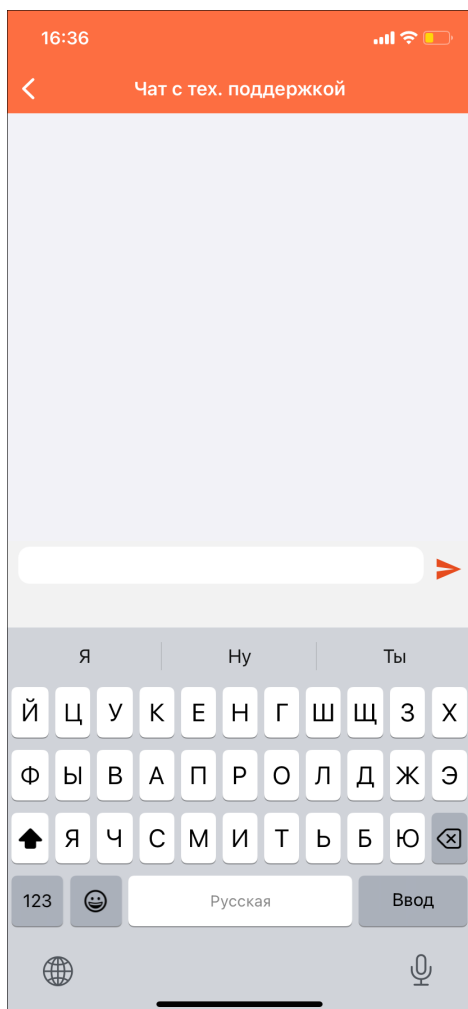 16:36
Чат с тех. поддержкой
Я Ну Ты
Й Ц У К Е Н Г Ш Щ З Х
Ф Ы В А П Р О Л Д Ж Э
Я Ч С М И Т Ь Б Ю
123 Русская Ввод